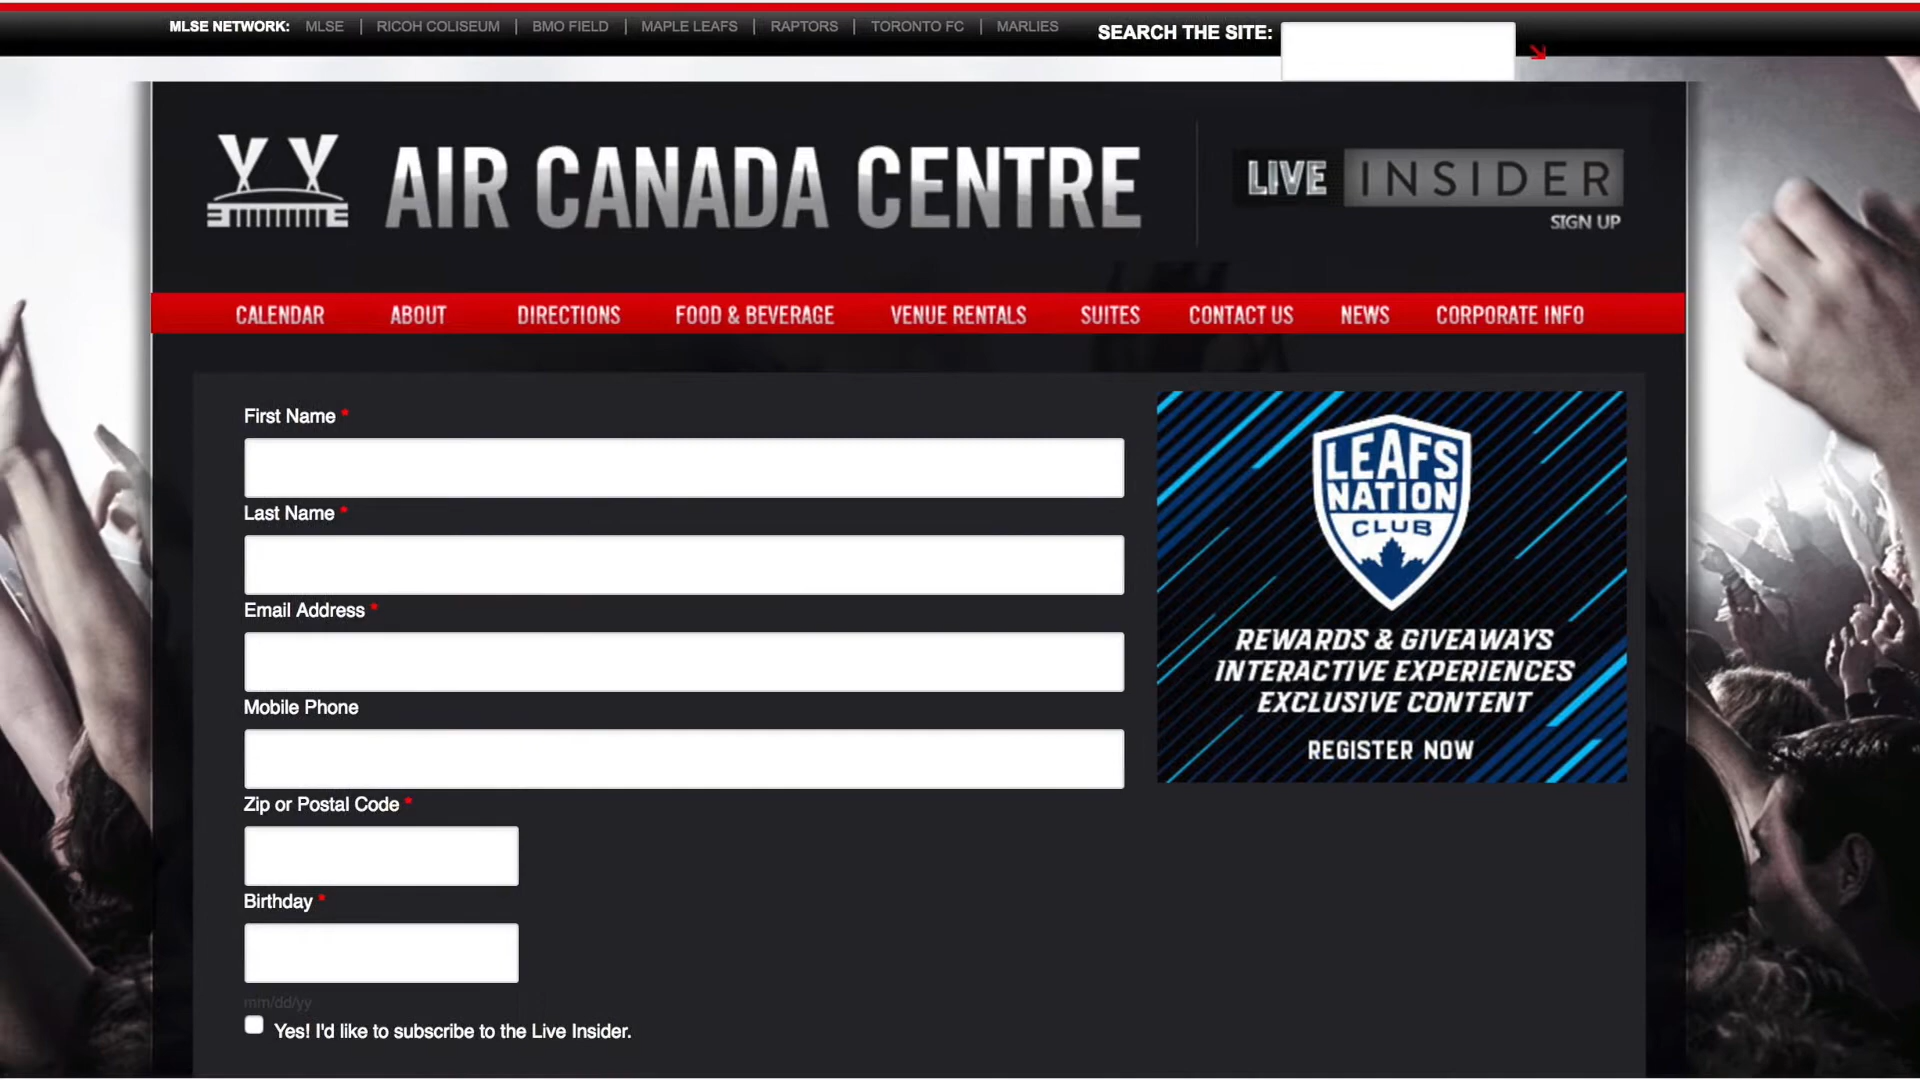 MLSE NETWORK: MLSE | RICOH COLISEUM | BMO FIELD | MAPLE LEAFS | RAPTORS | TORONTO FC | MARLIES SEARCH THE SITE:
AIR CANADA CENTRE
LIVE INSIDER
SIGN UP
CALENDAR ABOUT DIRECTIONS FOOD & BEVERAGE VENUE RENTALS SUITES CONTACT US NEWS CORPORATE INFO
First Name *
Last Name *
Email Address *
Mobile Phone
Zip or Postal Code *
Birthday *
mm/dd/yy
Yes! I'd like to subscribe to the Live Insider.
LEAFS
NATION
CLUB
REWARDS & GIVEAWAYS
INTERACTIVE EXPERIENCES
EXCLUSIVE CONTENT
REGISTER NOW